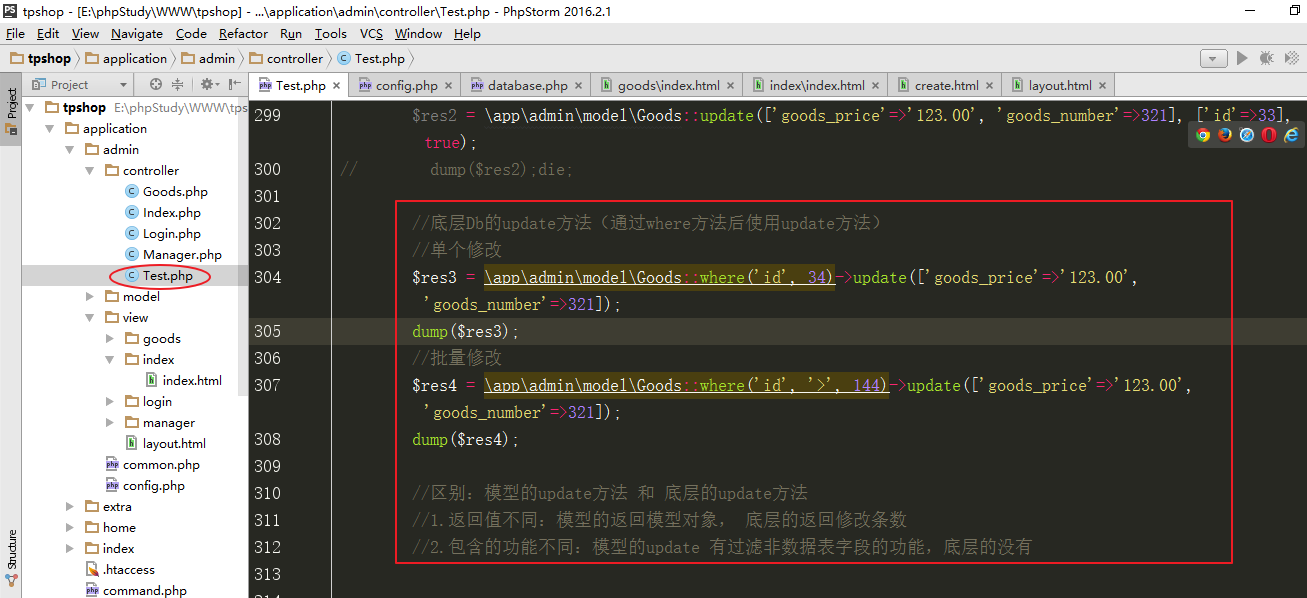 tpshop - [E:\phpStudy\WWW\tpshop] - ...\application\admin\controller\Test.php - PhpStorm 2016.2.1
File Edit View Navigate Code Refactor Run Tools VCS Window Help
tpshop application admin controller Test.php
Project
Test.php config.php database.php goods\index.html index\index.html create.html layout.html
Project
Structure
tpshop E:\phpStudy\WWW\tps
application
admin
controller
Goods.php
Index.php
Login.php
Manager.php
Test.php
model
view
goods
index
index.html
login
manager
layout.html
common.php
config.php
extra
home
index
.htaccess
command.php
299 $res2 = \app\admin\model\Goods::update(['goods_price'=>'123.00', 'goods_number'=>321], ['id'=>33],
true);
300 // dump($res2);die;
301
302 //底层Db的update方法（通过where方法后使用update方法）
303 //单个修改
304 $res3 = \app\admin\model\Goods::where('id', 34)->update(['goods_price'=>'123.00',
'goods_number'=>321]);
305 dump($res3);
306 //批量修改
307 $res4 = \app\admin\model\Goods::where('id', '>', 144)->update(['goods_price'=>'123.00',
'goods_number'=>321]);
308 dump($res4);
309
310 //区别：模型的update方法 和 底层的update方法
311 //1.返回值不同：模型的返回模型对象， 底层的返回修改条数
312 //2.包含的功能不同：模型的update 有过滤非数据表字段的功能，底层的没有
313